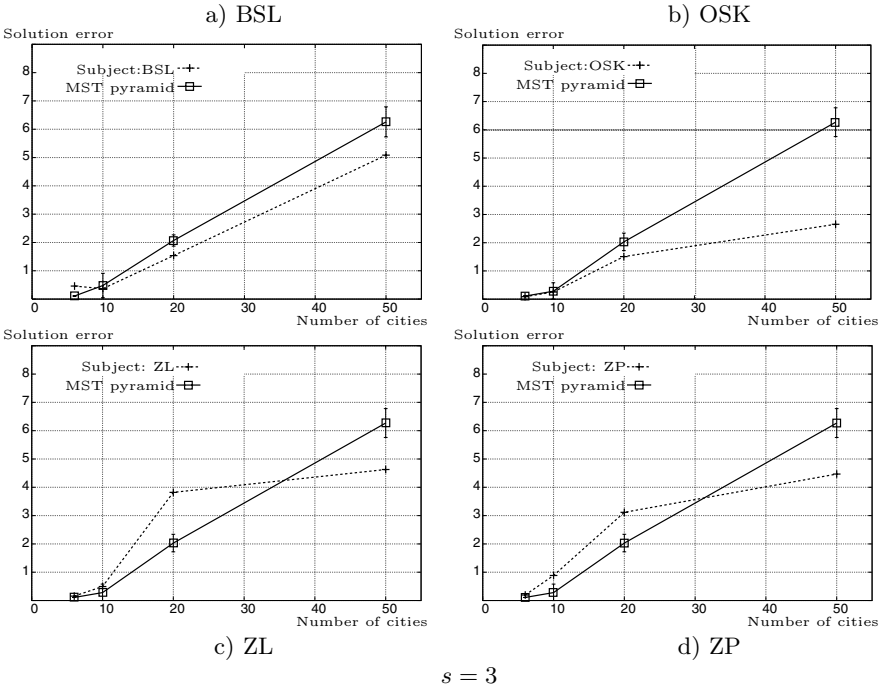 a) BSL
Solution error
8
7
6
5
4
3
2
1
0 10 20 30 40 50
Subject:BSL
MST pyramid
Number of cities
b) OSK
Solution error
8
7
6
5
4
3
2
1
0 10 20 30 40 50
Subject:OSK
MST pyramid
Number of cities
Solution error
8
7
6
5
4
3
2
1
0 10 20 30 40 50
Subject: ZL
MST pyramid
Number of cities
c) ZL
Solution error
8
7
6
5
4
3
2
1
0 10 20 30 40 50
Subject: ZP
MST pyramid
Number of cities
d) ZP
s = 3